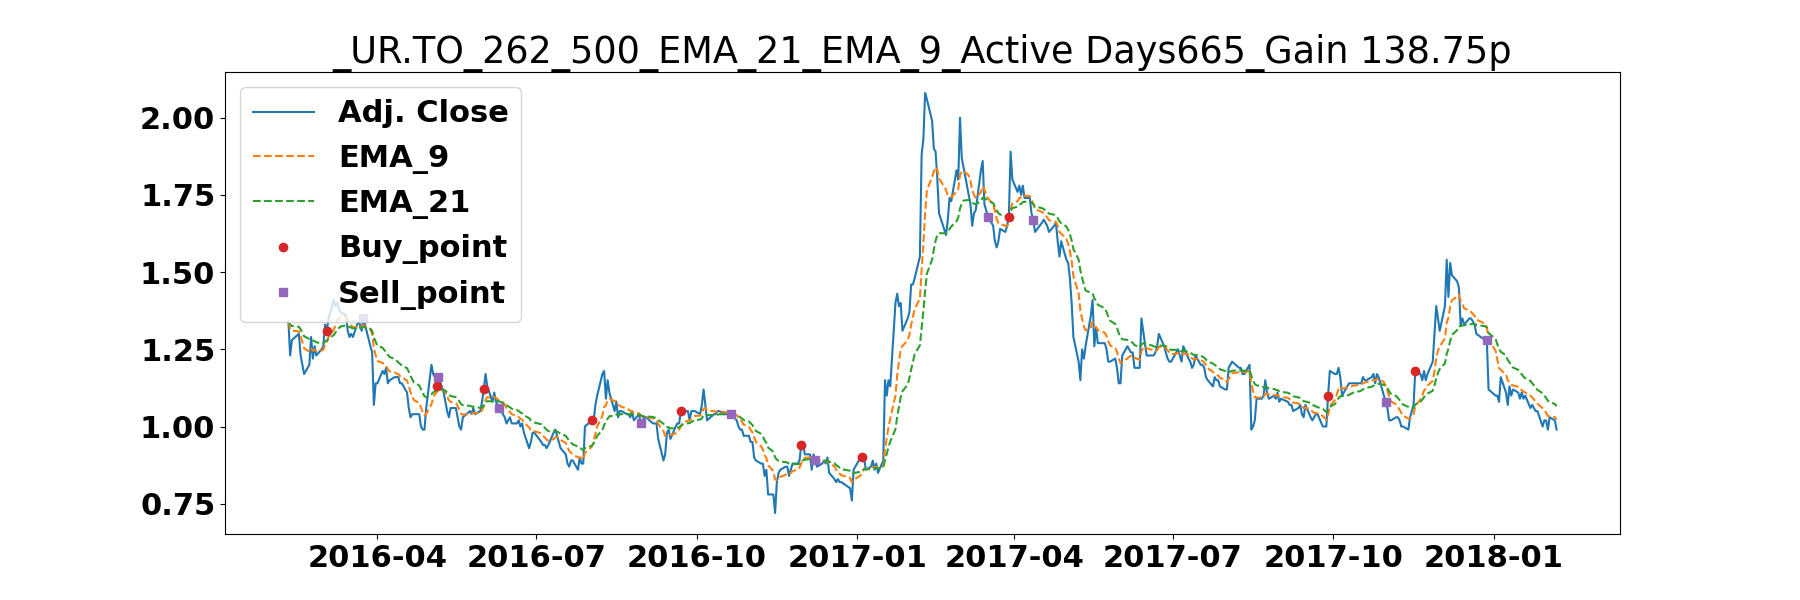 _UR.TO_262_500_EMA_21_EMA_9_Active Days665_Gain 138.75p
2.00
1.75
1.50
1.25
1.00
0.75
Adj. Close
EMA_9
EMA_21
Buy_point
Sell_point
2016-04 2016-07 2016-10 2017-01 2017-04 2017-07 2017-10 2018-01